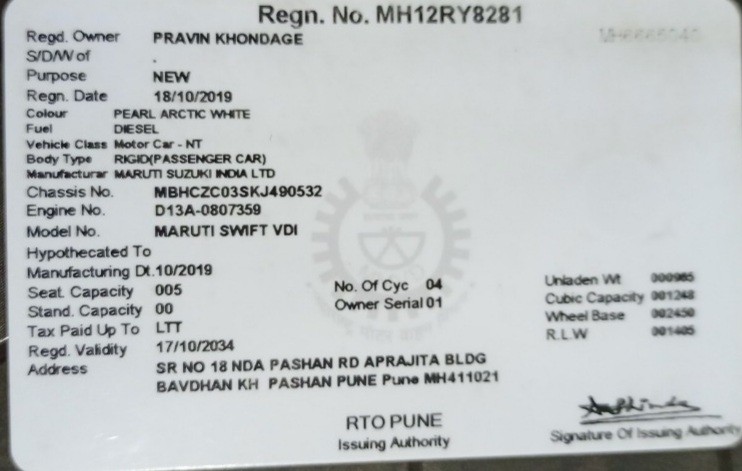 Regn. No. MH12RY8281
Regd. Owner PRAVIN KHONDAGE
S/D/W of .
Purpose NEW
Regn. Date 18/10/2019
Colour PEARL ARCTIC WHITE
Fuel DIESEL
Vehicle Class Motor Car - NT
Body Type RIGID(PASSENGER CAR)
Manufacturar MARUTI SUZUKI INDIA LTD
Chassis No. MBHCZC03SKJ490532
Engine No. D13A-0807359
Model No. MARUTI SWIFT VDI
Hypothecated To
Manufacturing Dt.10/2019
Seat. Capacity 005 No. Of Cyc 04 Unladen Wt 000985
Stand. Capacity 00 Owner Serial 01 Cubic Capacity 001248
Tax Paid Up To LTT Wheel Base 002450
Regd. Validity 17/10/2034 R.L.W 001405
Address SR NO 18 NDA PASHAN RD APRAJITA BLDG
BAVDHAN KH PASHAN PUNE Pune MH411021
RTO PUNE
Issuing Authority
Signature Of Issuing Authority